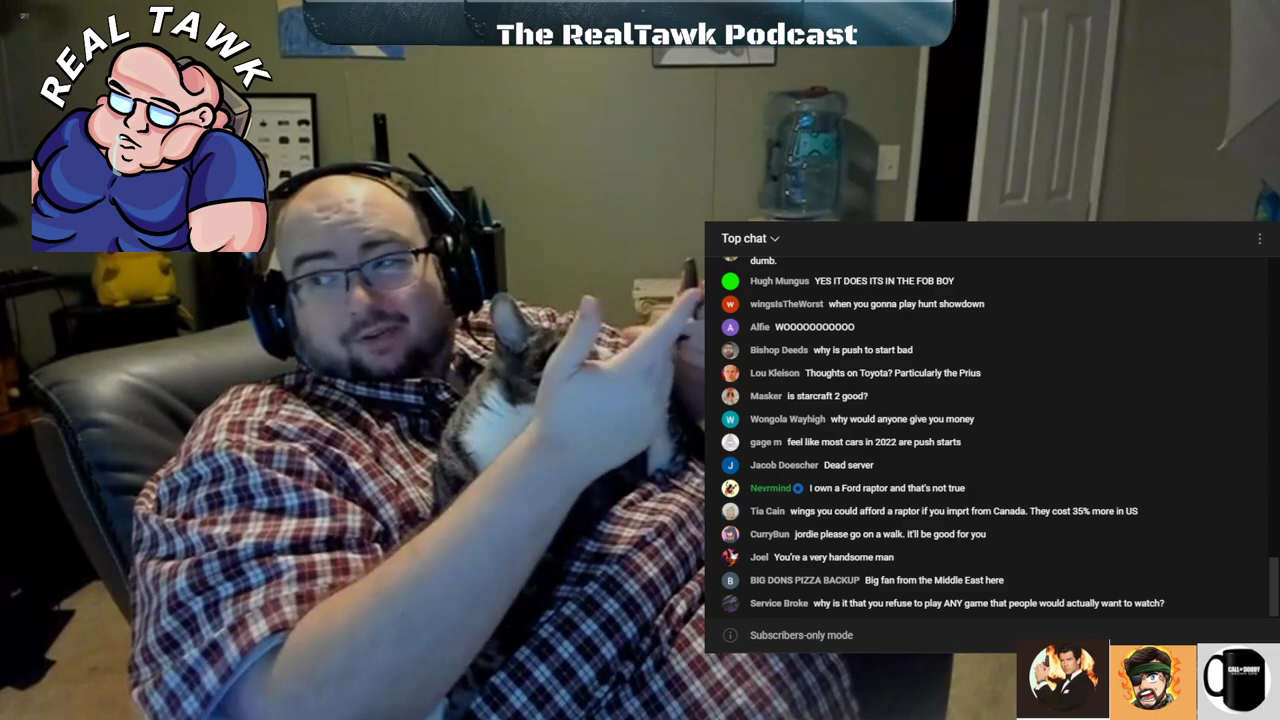 REAL TAWK
The RealTawk Podcast
Top chat
dumb.
Hugh Mungus YES IT DOES ITS IN THE FOB BOY
W wingsIsTheWorst when you gonna play hunt showdown
A Alfie WOOOOOOOOOOO
Bishop Deeds why is push to start bad
Lou Kleison Thoughts on Toyota? Particularly the Prius
Masker is starcraft 2 good?
W Wongola Wayhigh why would anyone give you money
gage m feel like most cars in 2022 are push starts
J Jacob Doescher Dead server
Nevrmind I own a Ford raptor and that's not true
Tia Cain wings you could afford a raptor if you imprt from Canada. They cost 35% more in US
CurryBun jordie please go on a walk. it'll be good for you
Joel You're a very handsome man
B BIG DONS PIZZA BACKUP Big fan from the Middle East here
Service Broke why is it that you refuse to play ANY game that people would actually want to watch?
Subscribers-only mode